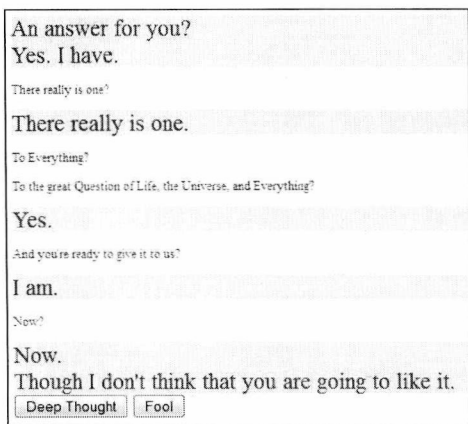 An answer for you?
Yes. I have.
There really is one?
There really is one.
To Everything?
To the great Question of Life, the Universe, and Everything?
Yes.
And you're ready to give it to us?
I am.
Now?
Now.
Though I don't think that you are going to like it.
Deep Thought Fool